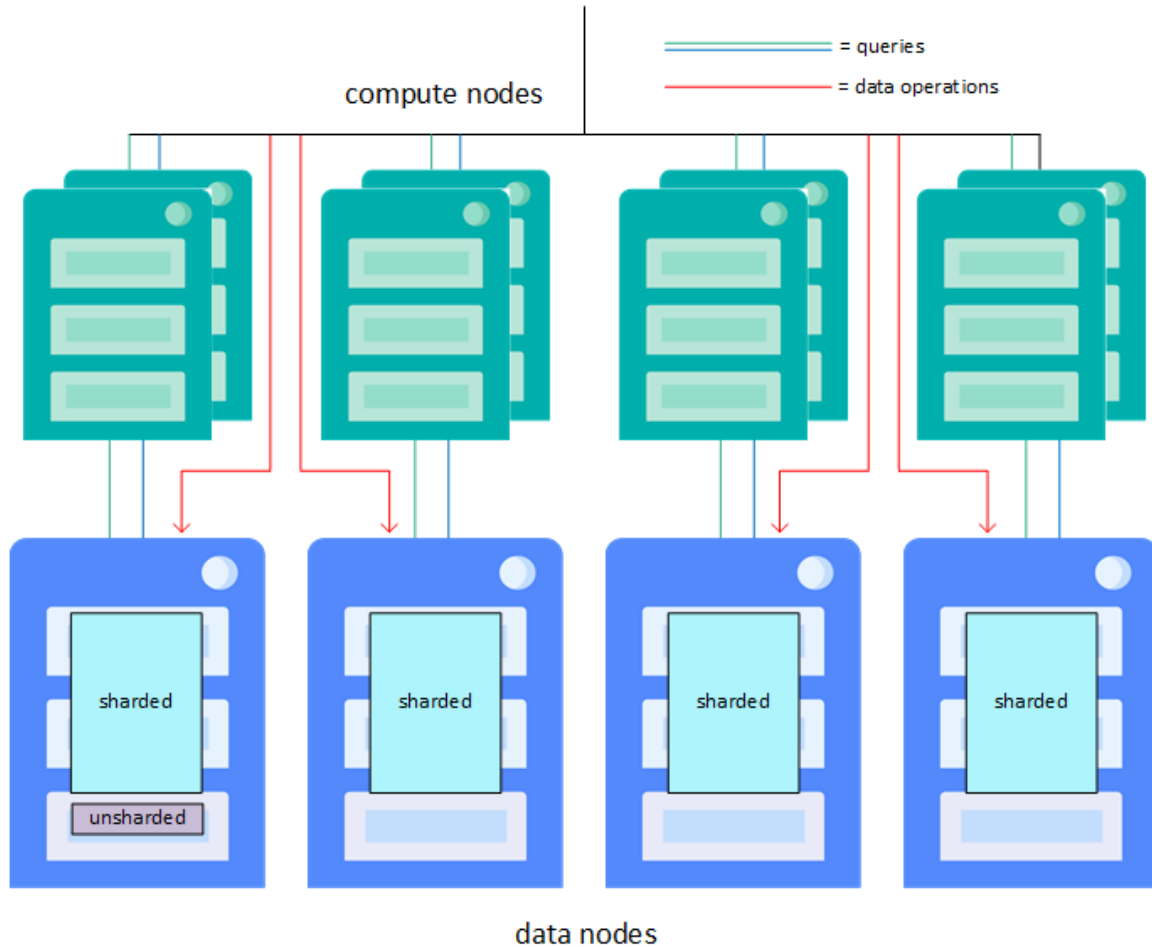 = queries
compute nodes
= data operations
sharded
sharded
sharded
sharded
unsharded
data nodes